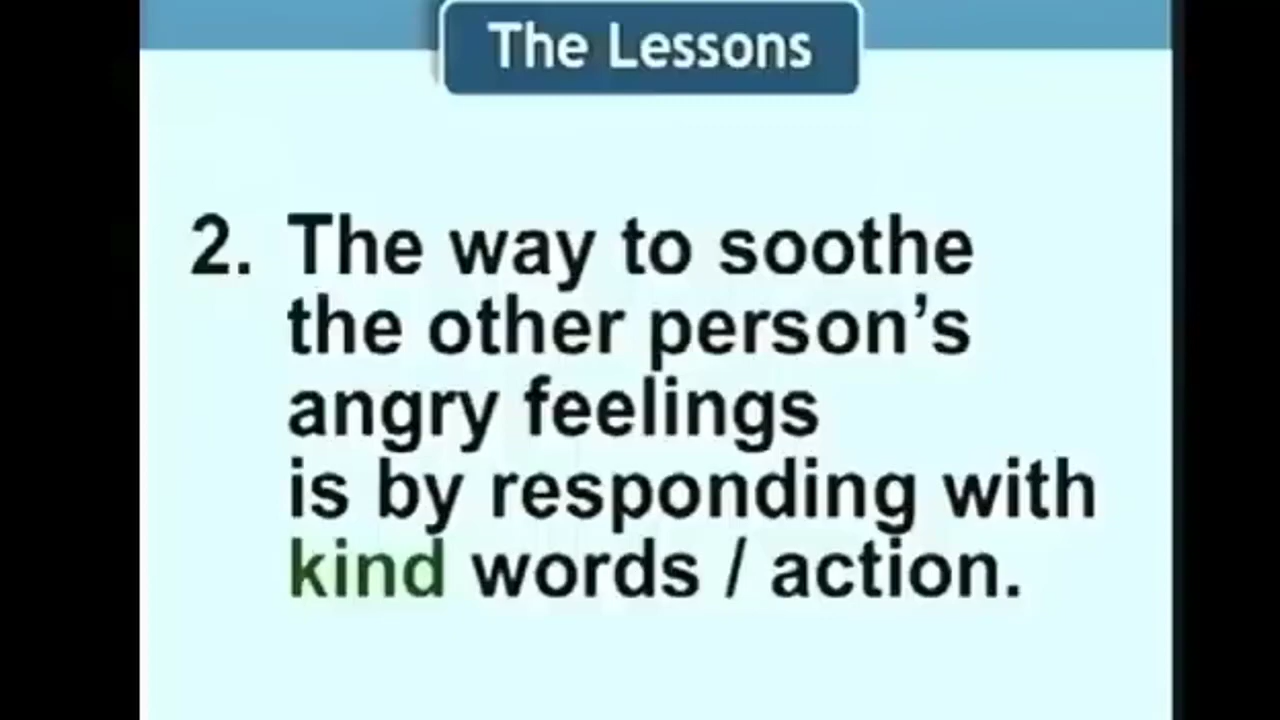 The Lessons
2. The way to soothe
the other person’s
angry feelings
is by responding with
kind words / action.